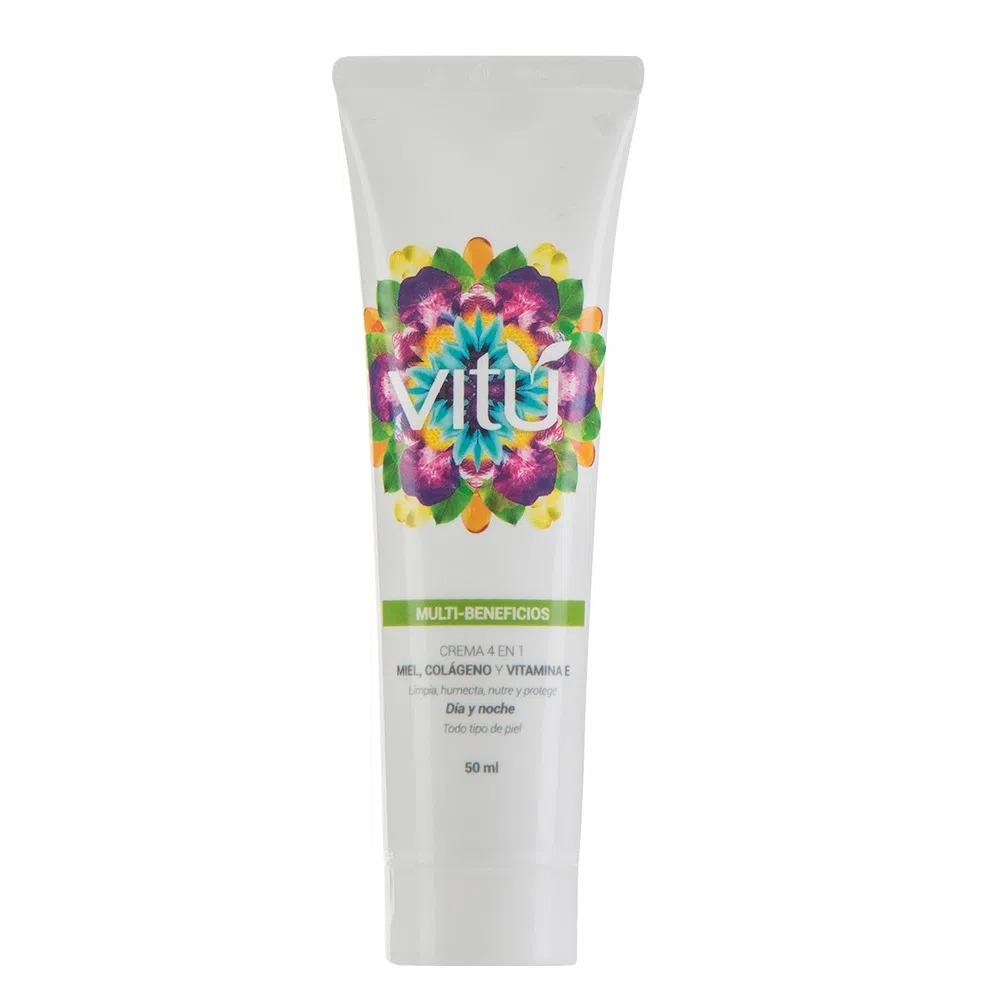 vitú
MULTI-BENEFICIOS
CREMA 4 EN 1
MIEL, COLÁGENO Y VITAMINA E
Limpia, humecta, nutre y protege
Día y noche
Todo tipo de piel
50 ml